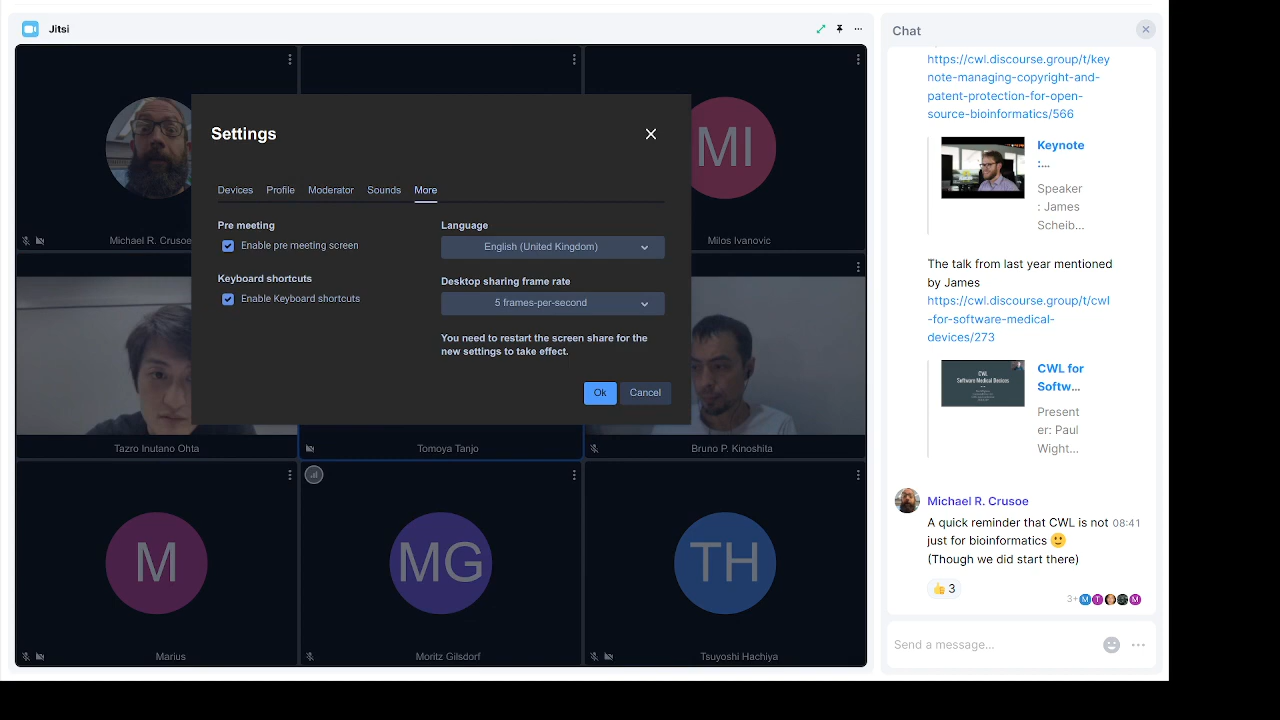 Jitsi
Settings
Devices Profile Moderator Sounds More
Pre meeting
Enable pre meeting screen
Keyboard shortcuts
Enable Keyboard shortcuts
Language
English (United Kingdom)
Desktop sharing frame rate
5 frames-per-second
You need to restart the screen share for the
new settings to take effect.
Ok Cancel
MI
Michael R. Crusoe
Milos Ivanovic
Tazro Inutano Ohta
Tomoya Tanjo
Bruno P. Kinoshita
M
MG
TH
Marius
Moritz Gilsdorf
Tsuyoshi Hachiya
Chat
https://cwl.discourse.group/t/key
note-managing-copyright-and-
patent-protection-for-open-
source-bioinformatics/566
Keynote
:...
Speaker
: James
Scheib...
The talk from last year mentioned
by James
https://cwl.discourse.group/t/cwl
-for-software-medical-
devices/273
CWL
Software Medical Devices
CWL for
Softw...
Present
er: Paul
Wight...
Michael R. Crusoe
A quick reminder that CWL is not 08:41
just for bioinformatics 🙂
(Though we did start there)
👍 3
3+ M T M
Send a message...